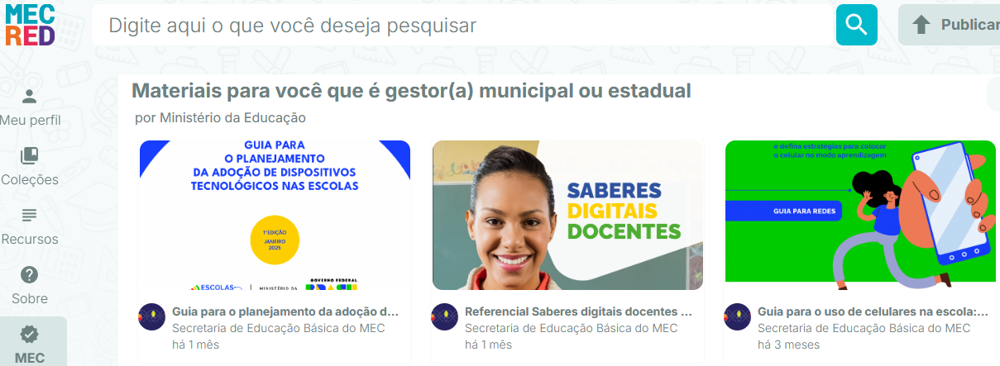 MEC
RED
Digite aqui o que você deseja pesquisar
Publicar
Meu perfil
Coleções
Recursos
Sobre
MEC
Materiais para você que é gestor(a) municipal ou estadual
por Ministério da Educação
GUIA PARA
O PLANEJAMENTO
DA ADOÇÃO DE DISPOSITIVOS
TECNOLÓGICOS NAS ESCOLAS
1ª EDIÇÃO
JANEIRO
2025
ESCOLAS
MINISTÉRIO DA
GOVERNO FEDERAL
Guia para o planejamento da adoção d...
Secretaria de Educação Básica do MEC
há 1 mês
SABERES
DIGITAIS
DOCENTES
Referencial Saberes digitais docentes ...
Secretaria de Educação Básica do MEC
há 1 mês
e defina estratégias para colocar
o celular no modo aprendizagem
GUIA PARA REDES
Guia para o uso de celulares na escola:...
Secretaria de Educação Básica do MEC
há 3 meses